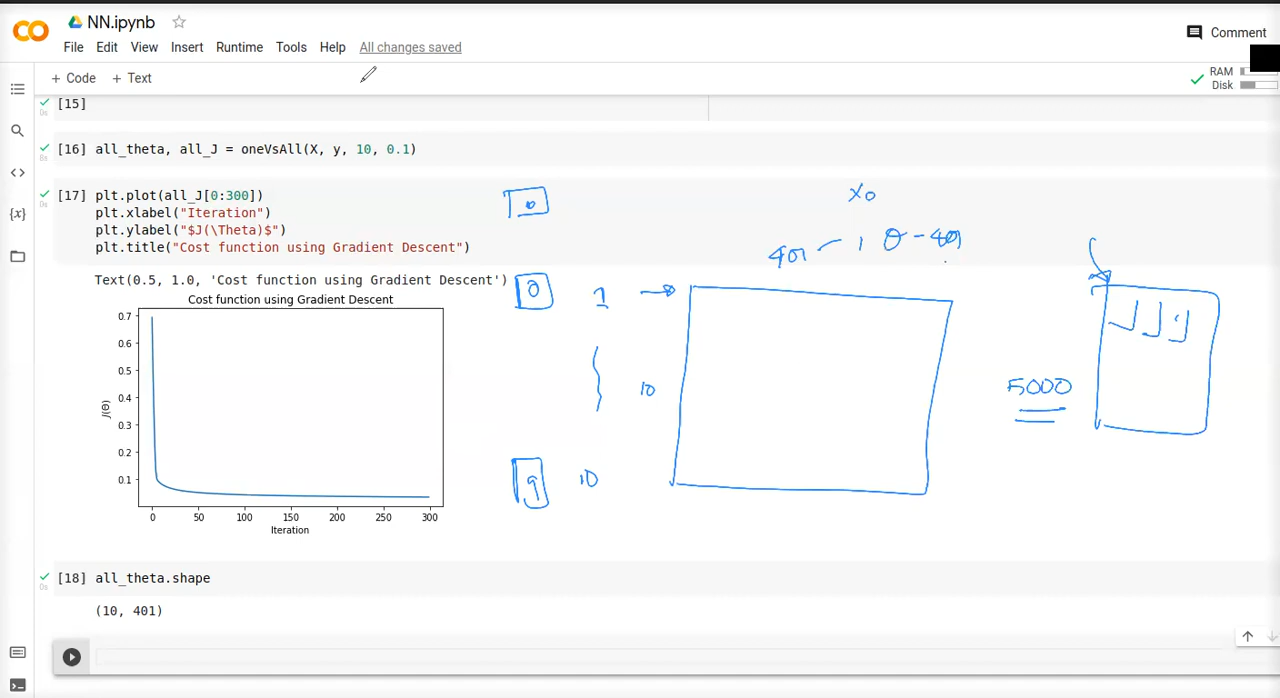 NN.ipynb
File Edit View Insert Runtime Tools Help All changes saved
Comment
+ Code + Text
RAM
Disk
[15]
0s
[16] all_theta, all_J = oneVsAll(X, y, 10, 0.1)
8s
[17] plt.plot(all_J[0:300])
0s
plt.xlabel("Iteration")
plt.ylabel("$J(\Theta)$")
plt.title("Cost function using Gradient Descent")
Text(0.5, 1.0, 'Cost function using Gradient Descent')
Cost function using Gradient Descent
0.7
0.6
0.5
0.4
0.3
0.2
0.1
J(Θ)
0 50 100 150 200 250 300
Iteration
0
X0
401 - 1 θ - 401
0 1
10
5000
9 10
[18] all_theta.shape
0s
(10, 401)
{x}